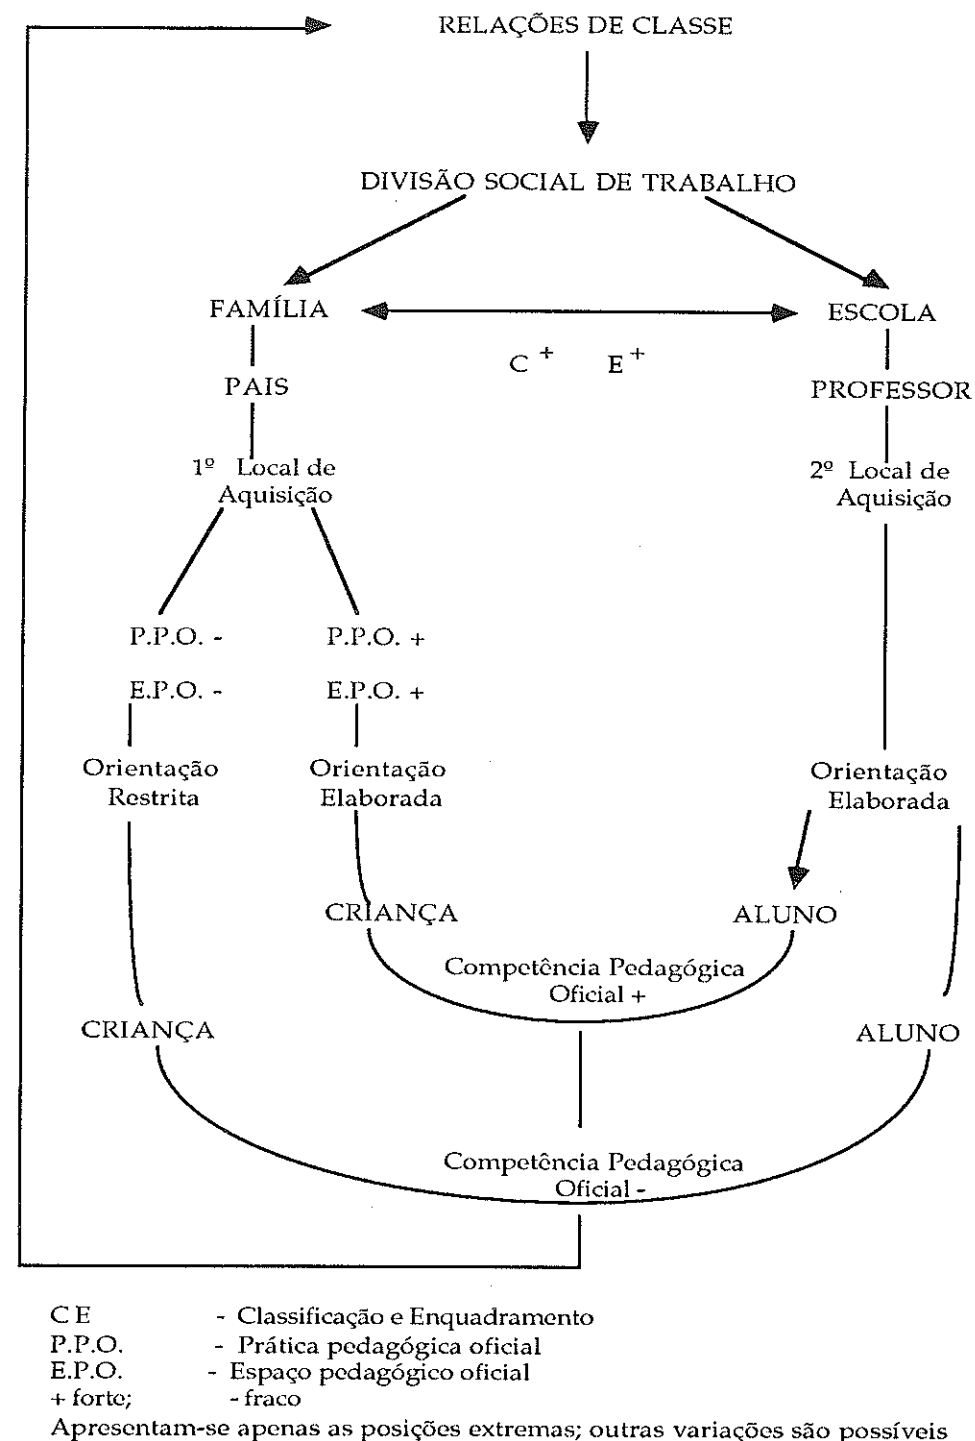 RELAÇÕES DE CLASSE
DIVISÃO SOCIAL DE TRABALHO
FAMÍLIA
ESCOLA
C + E +
PAIS
PROFESSOR
1º Local de
Aquisição
2º Local de
Aquisição
P.P.O. -
P.P.O. +
E.P.O. -
E.P.O. +
Orientação
Restrita
Orientação
Elaborada
Orientação
Elaborada
CRIANÇA
ALUNO
Competência Pedagógica
Oficial +
CRIANÇA
ALUNO
Competência Pedagógica
Oficial -
C E - Classificação e Enquadramento
P.P.O. - Prática pedagógica oficial
E.P.O. - Espaço pedagógico oficial
+ forte; - fraco
Apresentam-se apenas as posições extremas; outras variações são possíveis